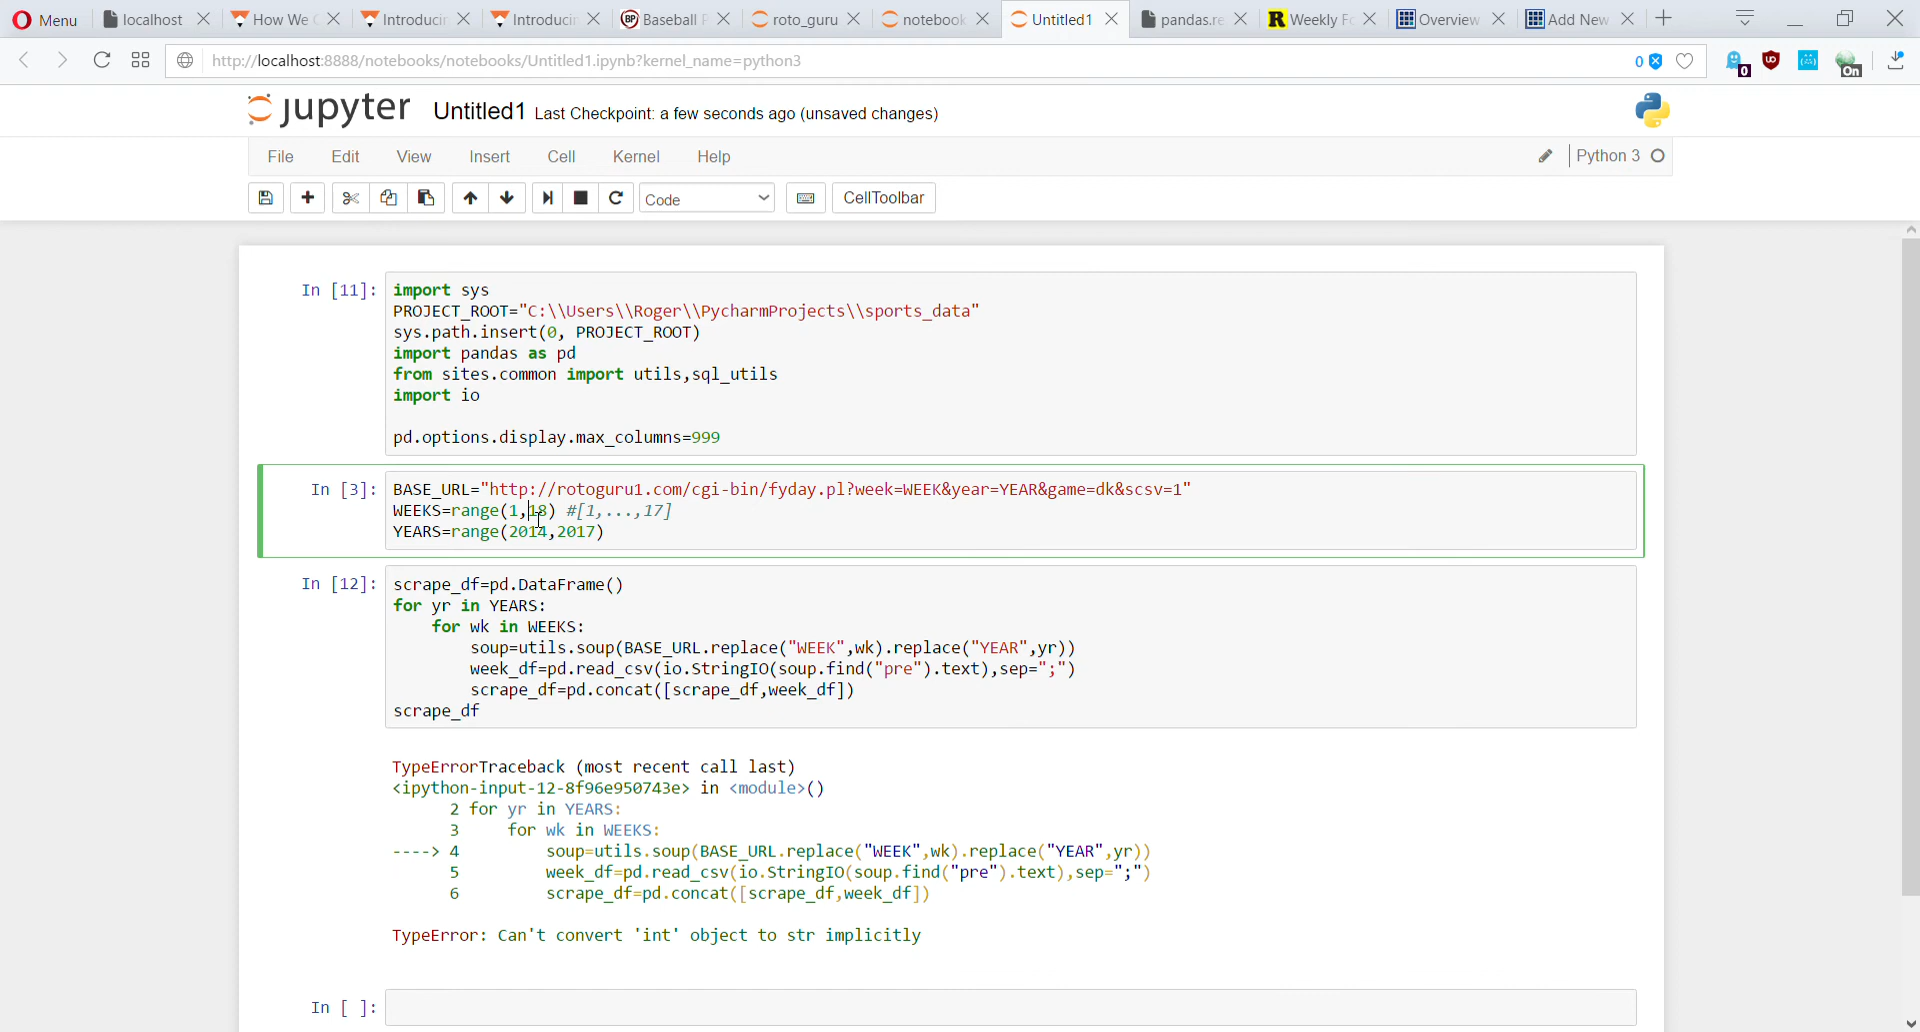 Menu localhost How We Introducin Introducin Baseball P roto_guru notebook Untitled1 pandas.re Weekly Fo Overview Add New
http://localhost:8888/notebooks/notebooks/Untitled1.ipynb?kernel_name=python3 0 0 On
jupyter Untitled1 Last Checkpoint: a few seconds ago (unsaved changes)
File Edit View Insert Cell Kernel Help Python 3
Code CellToolbar
In [11]: import sys
PROJECT_ROOT="C:\\Users\\Roger\\PycharmProjects\\sports_data"
sys.path.insert(0, PROJECT_ROOT)
import pandas as pd
from sites.common import utils,sql_utils
import io
pd.options.display.max_columns=999
In [3]: BASE_URL="http://rotoguru1.com/cgi-bin/fyday.pl?week=WEEK&year=YEAR&game=dk&scsv=1"
WEEKS=range(1,18) #[1,...,17]
YEARS=range(2014,2017)
In [12]: scrape_df=pd.DataFrame()
for yr in YEARS:
    for wk in WEEKS:
        soup=utils.soup(BASE_URL.replace("WEEK",wk).replace("YEAR",yr))
        week_df=pd.read_csv(io.StringIO(soup.find("pre").text),sep=";")
        scrape_df=pd.concat([scrape_df,week_df])
scrape_df
TypeErrorTraceback (most recent call last)
<ipython-input-12-8f96e950743e> in <module>()
      2 for yr in YEARS:
      3     for wk in WEEKS:
----> 4         soup=utils.soup(BASE_URL.replace("WEEK",wk).replace("YEAR",yr))
      5         week_df=pd.read_csv(io.StringIO(soup.find("pre").text),sep=";")
      6         scrape_df=pd.concat([scrape_df,week_df])
TypeError: Can't convert 'int' object to str implicitly
In [ ]: